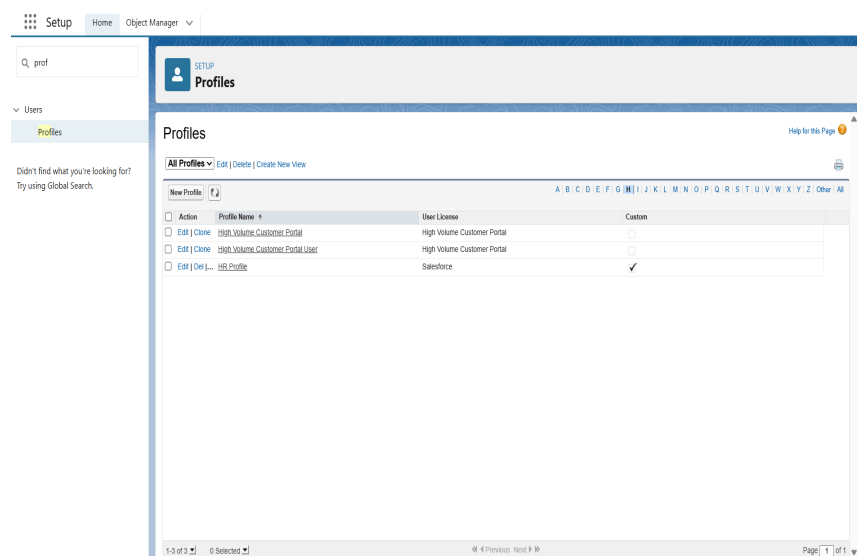 Setup Home Object Manager
prof
Users
Profiles
Didn't find what you're looking for?
Try using Global Search.
SETUP
Profiles
Profiles
Help for this Page ?
All Profiles Edit | Delete | Create New View
New Profile
A | B | C | D | E | F | G | H | I | J | K | L | M | N | O | P | Q | R | S | T | U | V | W | X | Y | Z | Other | All
Action Profile Name User License Custom
Edit | Clone High Volume Customer Portal High Volume Customer Portal
Edit | Clone High Volume Customer Portal User High Volume Customer Portal
Edit | Del |... HR Profile Salesforce
1-3 of 3 0 Selected Previous Next Page 1 of 1